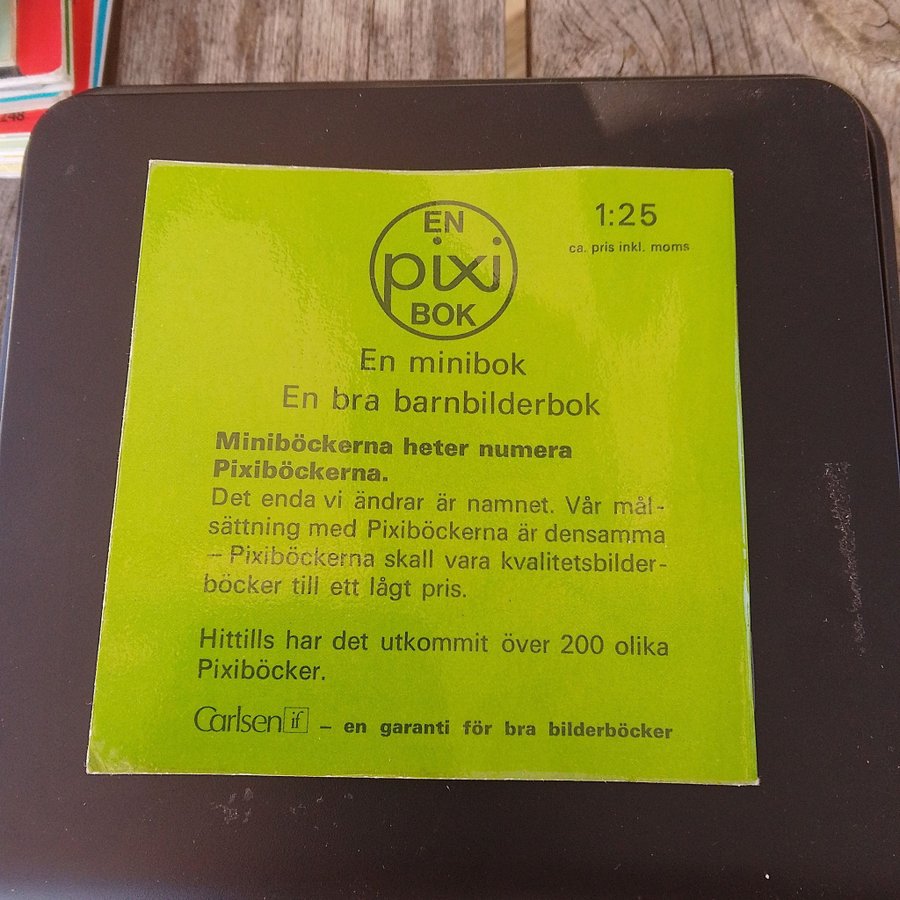 248
EN
pixi
BOK
1:25
ca. pris inkl. moms
En minibok
En bra barnbilderbok
Miniböckerna heter numera
Pixiböckerna.
Det enda vi ändrar är namnet. Vår mål-
sättning med Pixiböckerna är densamma
– Pixiböckerna skall vara kvalitetsbilder-
böcker till ett lågt pris.
Hittills har det utkommit över 200 olika
Pixiböcker.
Carlsen if – en garanti för bra bilderböcker